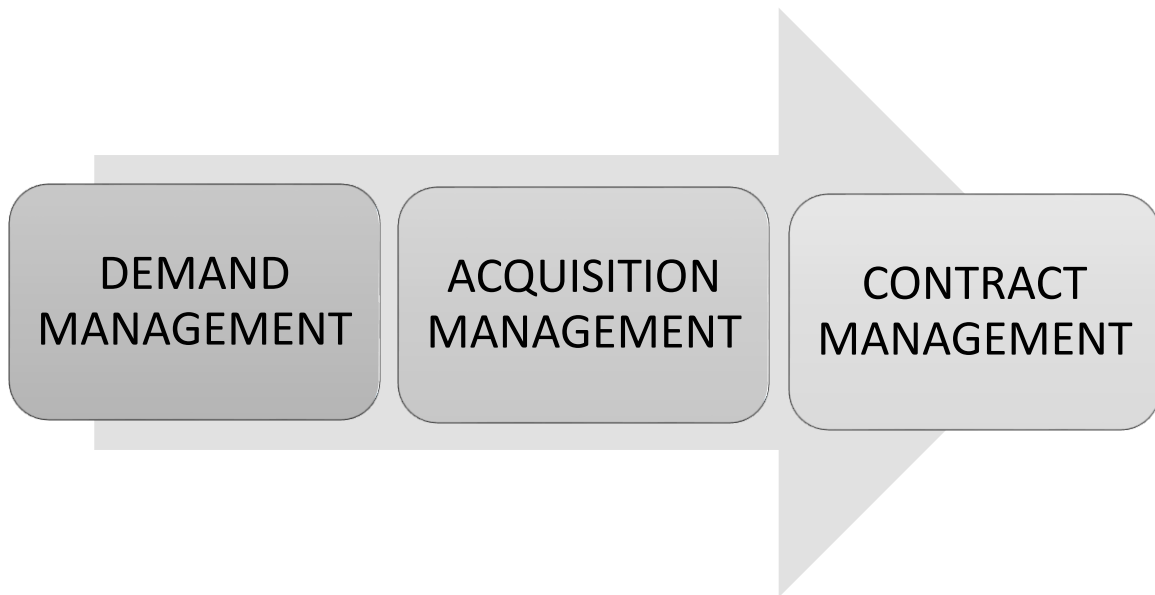 DEMAND
MANAGEMENT
ACQUISITION
MANAGEMENT
CONTRACT
MANAGEMENT